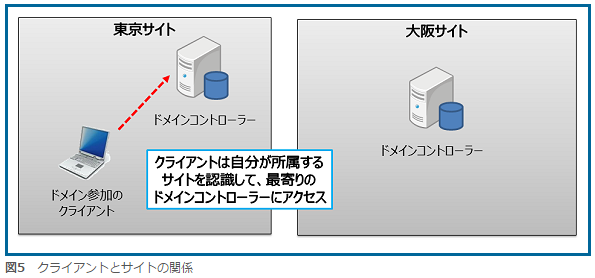 東京サイト
大阪サイト
ドメインコントローラー
ドメインコントローラー
ドメイン参加の
クライアント
クライアントは自分が所属する
サイトを認識して、最寄りの
ドメインコントローラーにアクセス
図5 クライアントとサイトの関係